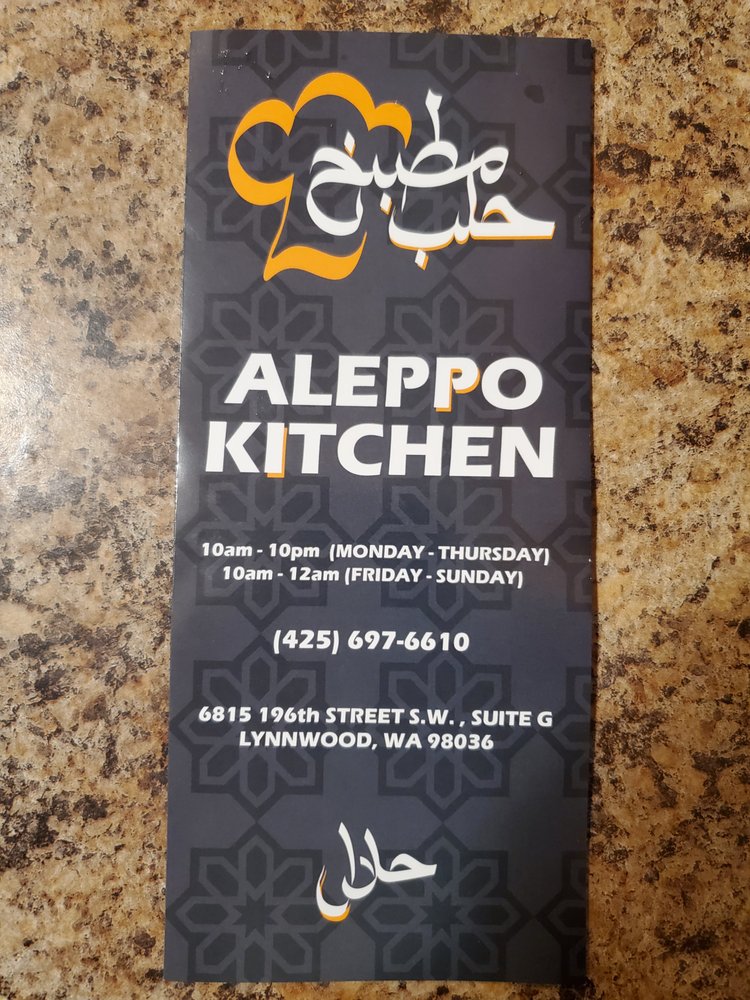 مطبخ
حلب
ALEPPO
KITCHEN
10am - 10pm (MONDAY - THURSDAY)
10am - 12am (FRIDAY - SUNDAY)
(425) 697-6610
6815 196th STREET S.W. , SUITE G
LYNNWOOD, WA 98036
حلال